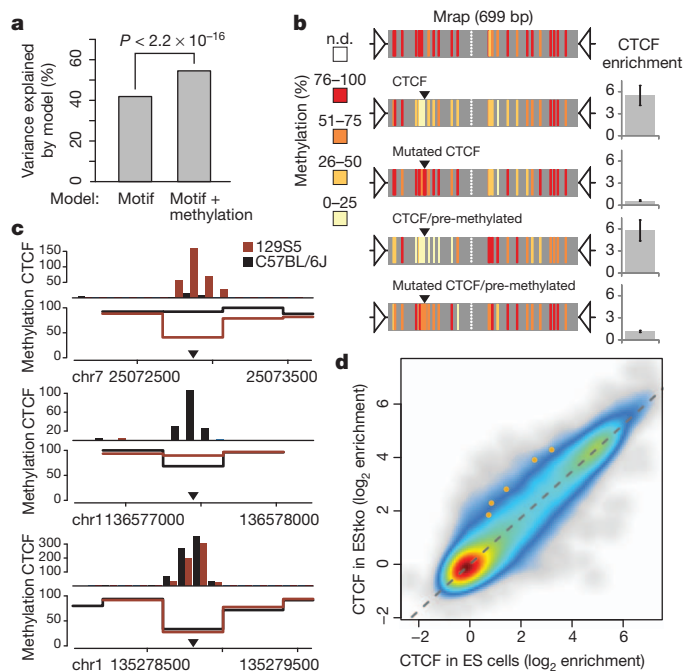 a
P < 2.2 × 10−16
Variance explained
by model (%)
60
40
20
0
Model:
Motif
Motif +
methylation
b
Mrap (699 bp)
n.d.
Methylation (%)
76–100
51–75
26–50
0–25
CTCF
Mutated CTCF
CTCF/pre-methylated
Mutated CTCF/pre-methylated
CTCF
enrichment
6
3
0
6
3
0
6
3
0
6
3
0
c
129S5
C57BL/6J
Methylation CTCF
150
100
50
100
50
0
chr7 25072500
25073500
Methylation CTCF
100
50
100
50
0
chr1136577000
136578000
Methylation CTCF
300
200
100
100
50
0
chr1 135278500
135279500
d
CTCF in EStko (log2 enrichment)
6
4
2
0
−2
−2
0
2
4
6
CTCF in ES cells (log2 enrichment)